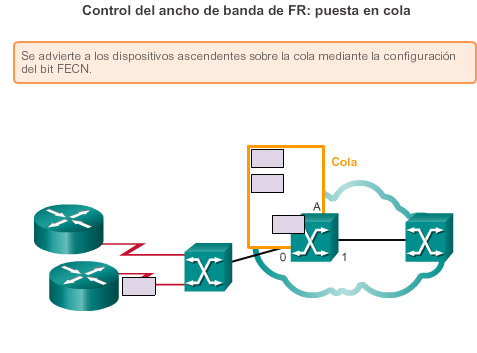 Control del ancho de banda de FR: puesta en cola
Se advierte a los dispositivos ascendentes sobre la cola mediante la configuración
del bit FECN.
Cola
A
0
1